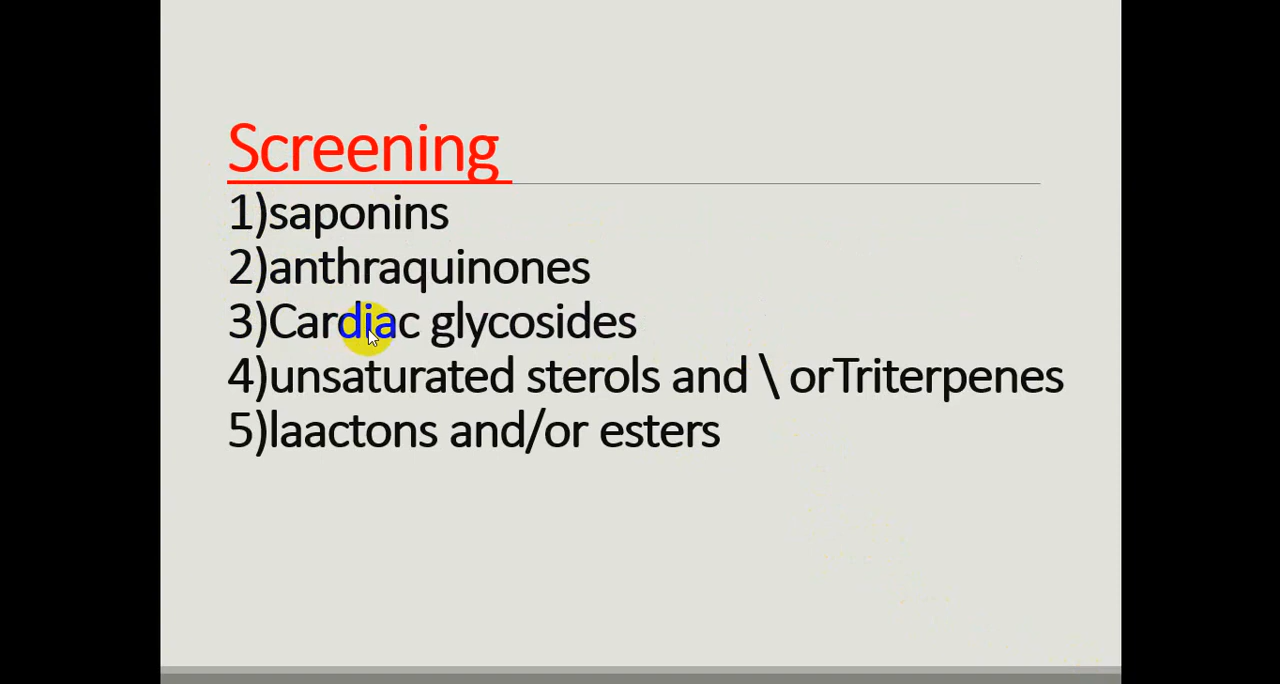 Screening
1)saponins
2)anthraquinones
3)Cardiac glycosides
4)unsaturated sterols and \ orTriterpenes
5)laactons and/or esters